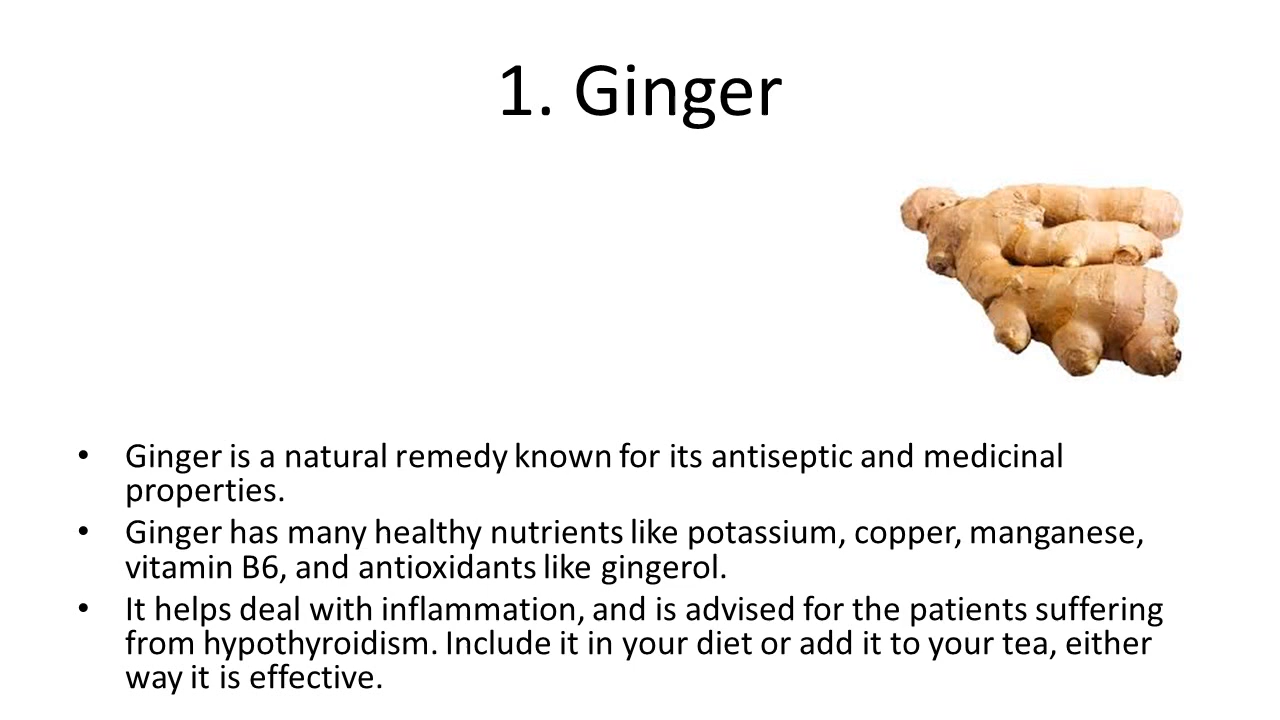 1. Ginger
• Ginger is a natural remedy known for its antiseptic and medicinal
properties.
• Ginger has many healthy nutrients like potassium, copper, manganese,
vitamin B6, and antioxidants like gingerol.
• It helps deal with inflammation, and is advised for the patients suffering
from hypothyroidism. Include it in your diet or add it to your tea, either
way it is effective.